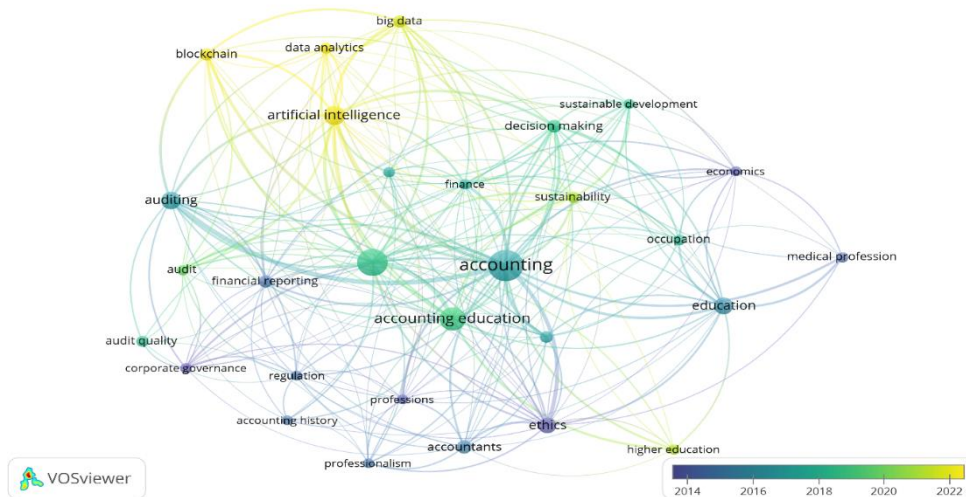 big data
data analytics
blockchain
sustainable development
artificial intelligence
decision making
economics
finance
sustainability
auditing
occupation
medical profession
accounting
audit
financial reporting
education
accounting education
audit quality
corporate governance
regulation
professions
accounting history
ethics
accountants
higher education
professionalism
VOSviewer
2014 2016 2018 2020 2022